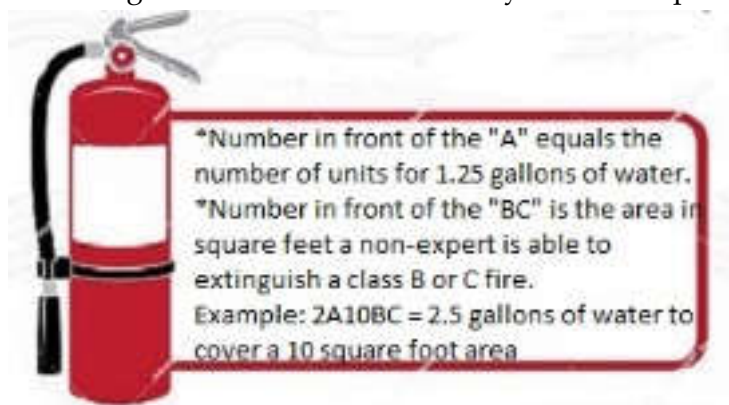 *Number in front of the "A" equals the
number of units for 1.25 gallons of water.
*Number in front of the "BC" is the area in
square feet a non-expert is able to
extinguish a class B or C fire.
Example: 2A10BC = 2.5 gallons of water to
cover a 10 square foot area